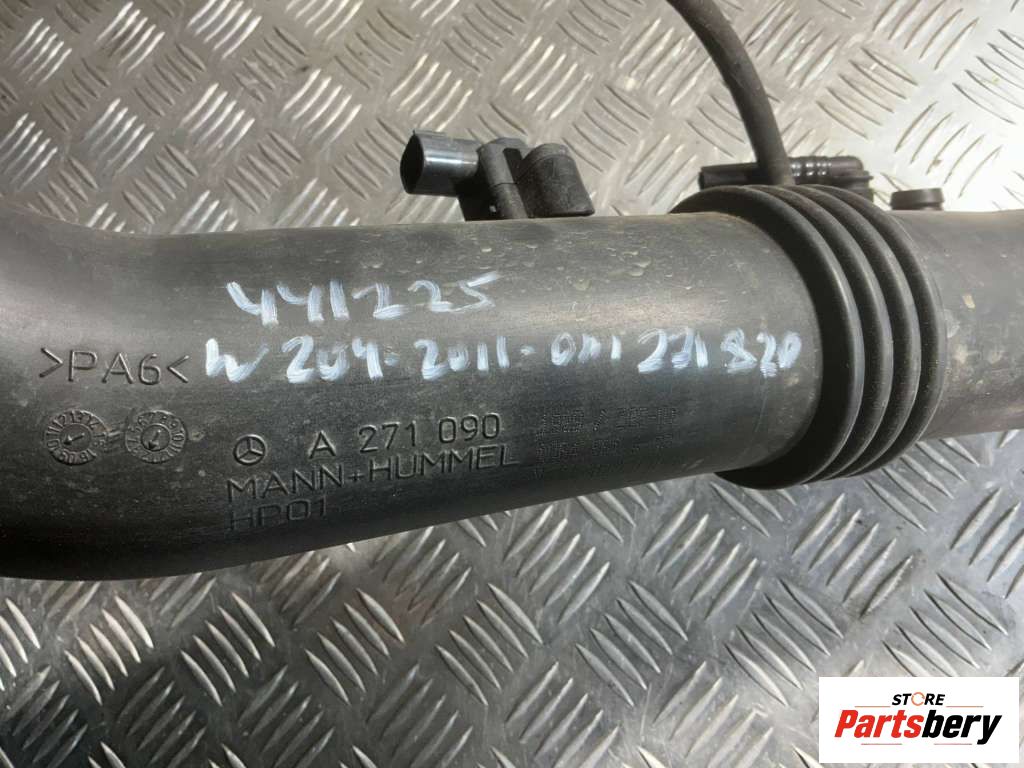 441225
W 204-2011-OM 271 820
>PA6<
A 271 090
MANN+HUMMEL
HP01
STORE
Partsbery